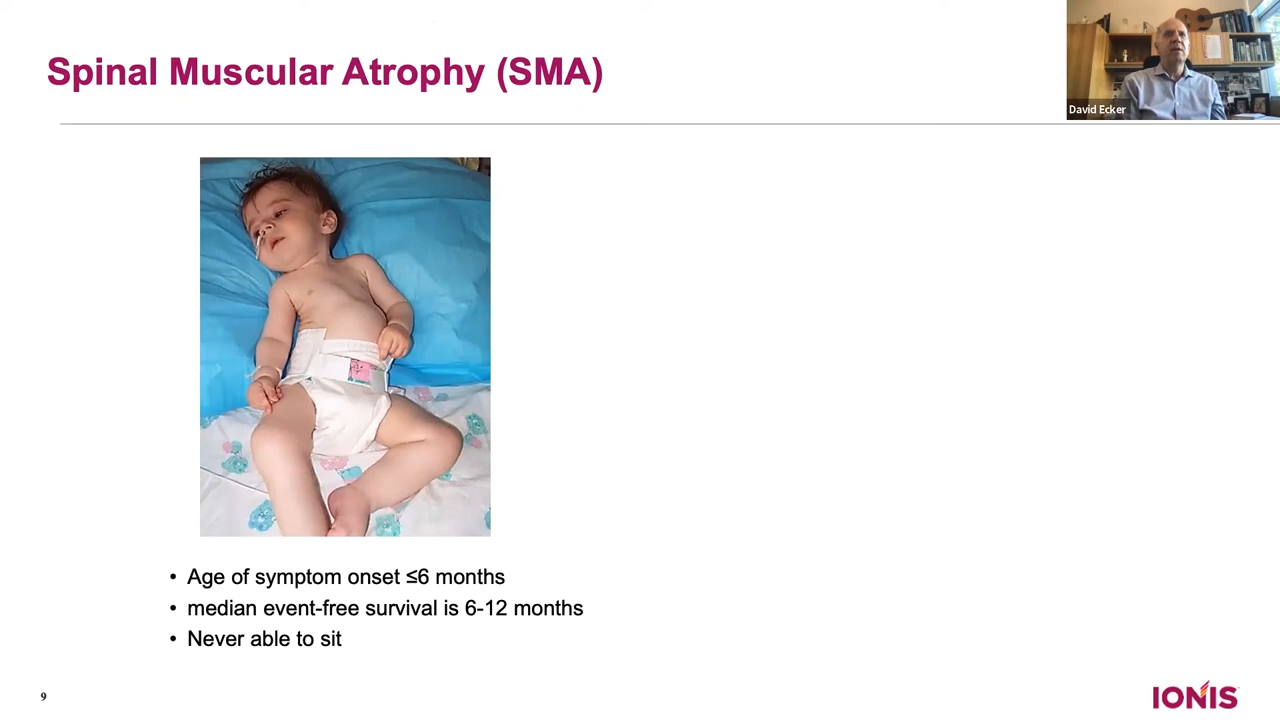 Spinal Muscular Atrophy (SMA)
David Ecker
• Age of symptom onset ≤6 months
• median event-free survival is 6-12 months
• Never able to sit
9
IONIS